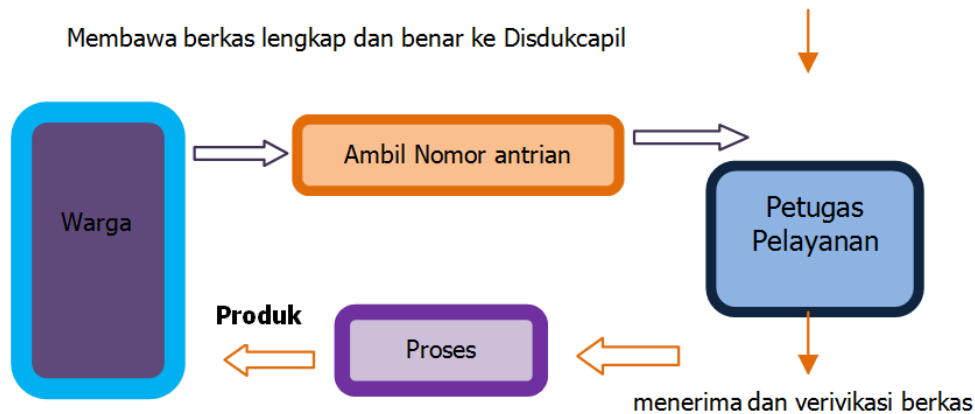 Membawa berkas lengkap dan benar ke Disdukcapil
Ambil Nomor antrian
Warga
Petugas
Pelayanan
Produk
Proses
menerima dan verivikasi berkas